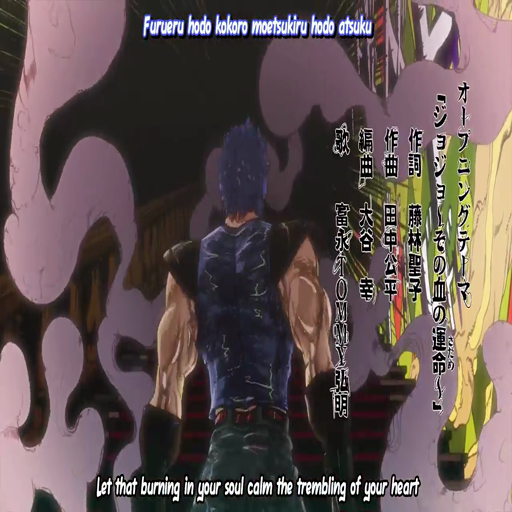 Furueru hodo kokoro moetsukiru hodo atsuku
オープニングテーマ
「ジョジョ～その血の運命～」
さだめ
作詞 藤林聖子
作曲 田中公平
編曲 大谷 幸
歌 富永TOMMY弘明
Let that burning in your soul calm the trembling of your heart